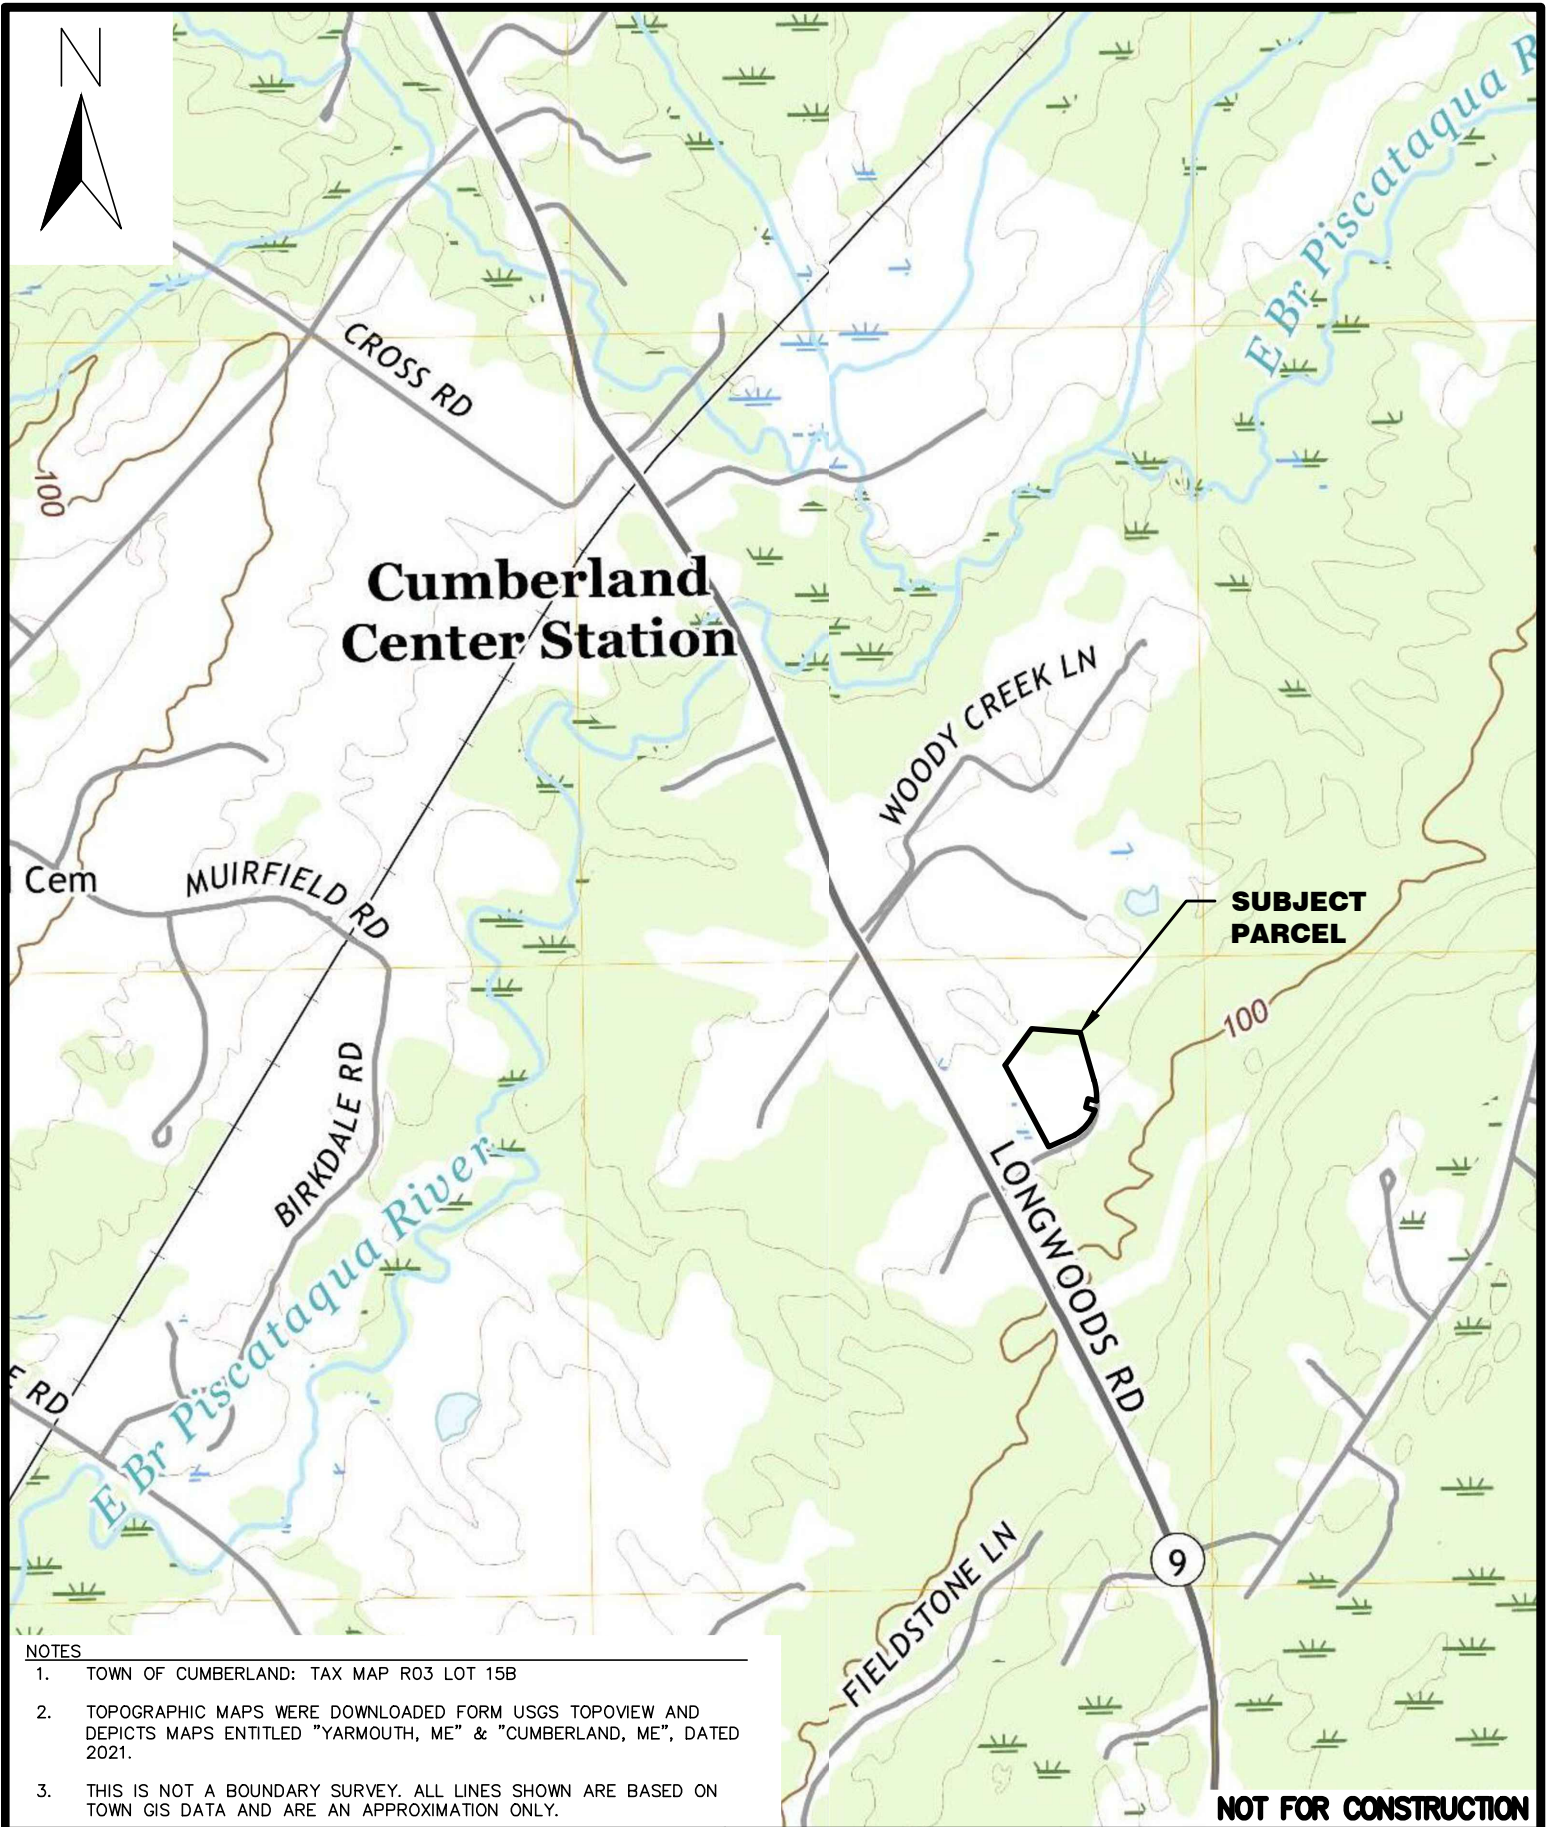 N
E Br Piscataqua R
CROSS RD
100
Cumberland
Center Station
WOODY CREEK LN
Cem
MUIRFIELD RD
SUBJECT
PARCEL
100
BIRKDALE RD
LONGWOODS RD
E Br Piscataqua River
E RD
9
FIELDSTONE LN
NOTES
1. TOWN OF CUMBERLAND: TAX MAP R03 LOT 15B
2. TOPOGRAPHIC MAPS WERE DOWNLOADED FORM USGS TOPOVIEW AND
DEPICTS MAPS ENTITLED "YARMOUTH, ME" & "CUMBERLAND, ME", DATED
2021.
3. THIS IS NOT A BOUNDARY SURVEY. ALL LINES SHOWN ARE BASED ON
TOWN GIS DATA AND ARE AN APPROXIMATION ONLY.
NOT FOR CONSTRUCTION